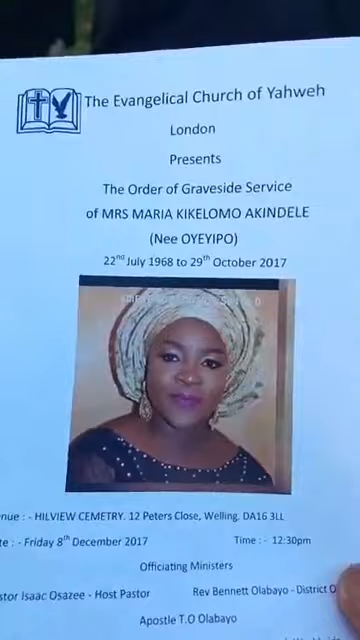 The Evangelical Church of Yahweh
London
Presents
The Order of Graveside Service
of MRS MARIA KIKELOMO AKINDELE
(Nee OYEYIPO)
22nd July 1968 to 29th October 2017
nue : - HILVIEW CEMETRY. 12 Peters Close, Welling. DA16 3LL
te : - Friday 8th December 2017 Time : - 12:30pm
Officiating Ministers
stor Isaac Osazee - Host Pastor Rev Bennett Olabayo - District O
Apostle T.O Olabayo